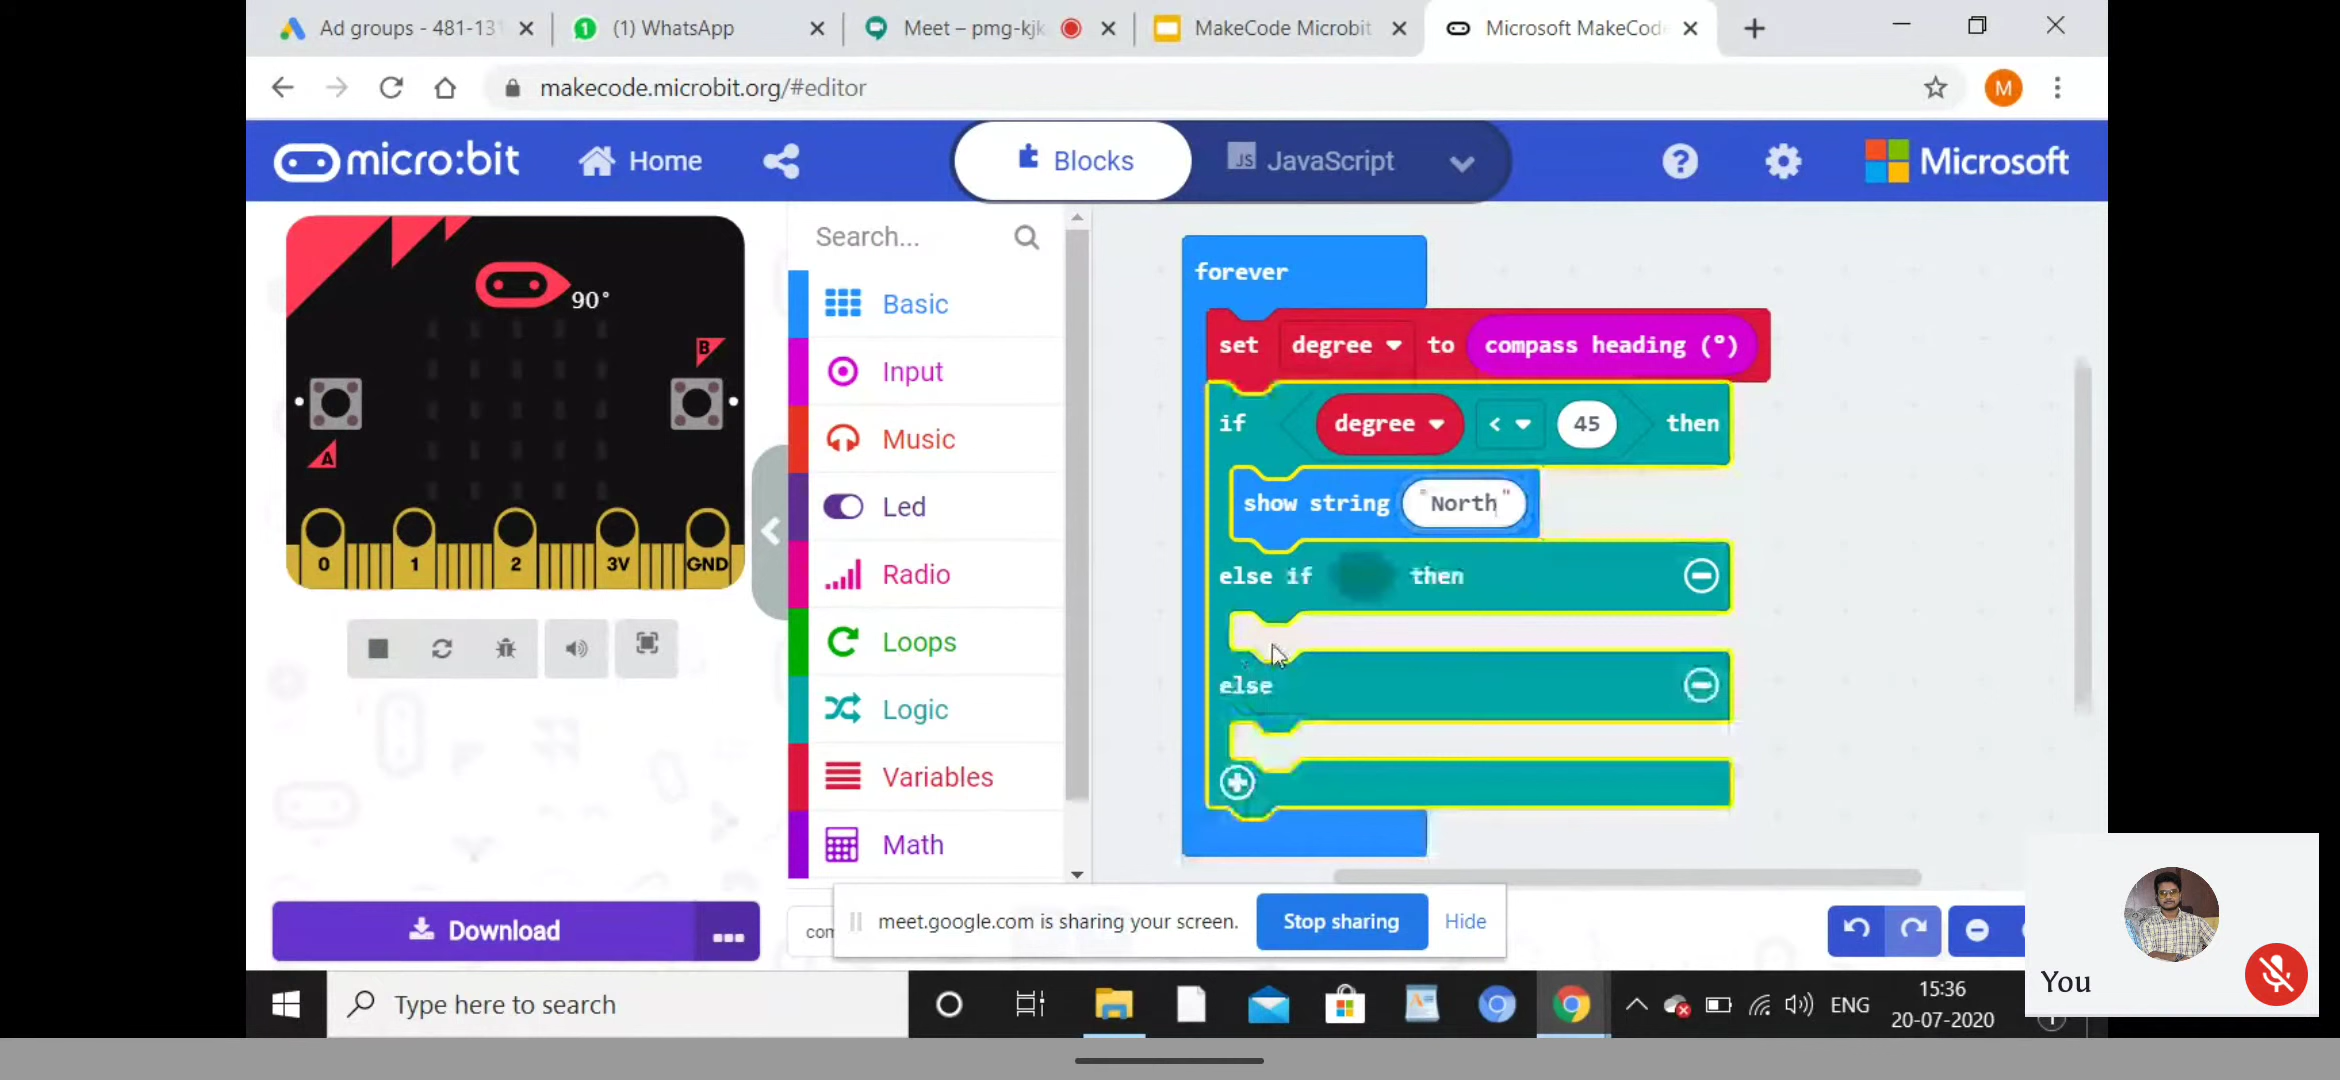 Ad groups - 481-131
(1) WhatsApp
Meet – pmg-kjk
MakeCode Microbit
Microsoft MakeCode
makecode.microbit.org/#editor
M
micro:bit
Home
Blocks
JS JavaScript
Microsoft
90°
B
A
0 1 2 3V GND
Search...
Basic
Input
Music
Led
Radio
Loops
Logic
Variables
Math
forever
set degree to compass heading (°)
if degree < 45 then
show string "North"
else if then
else
Download
com
meet.google.com is sharing your screen. Stop sharing Hide
You
Type here to search
ENG
15:36
20-07-2020